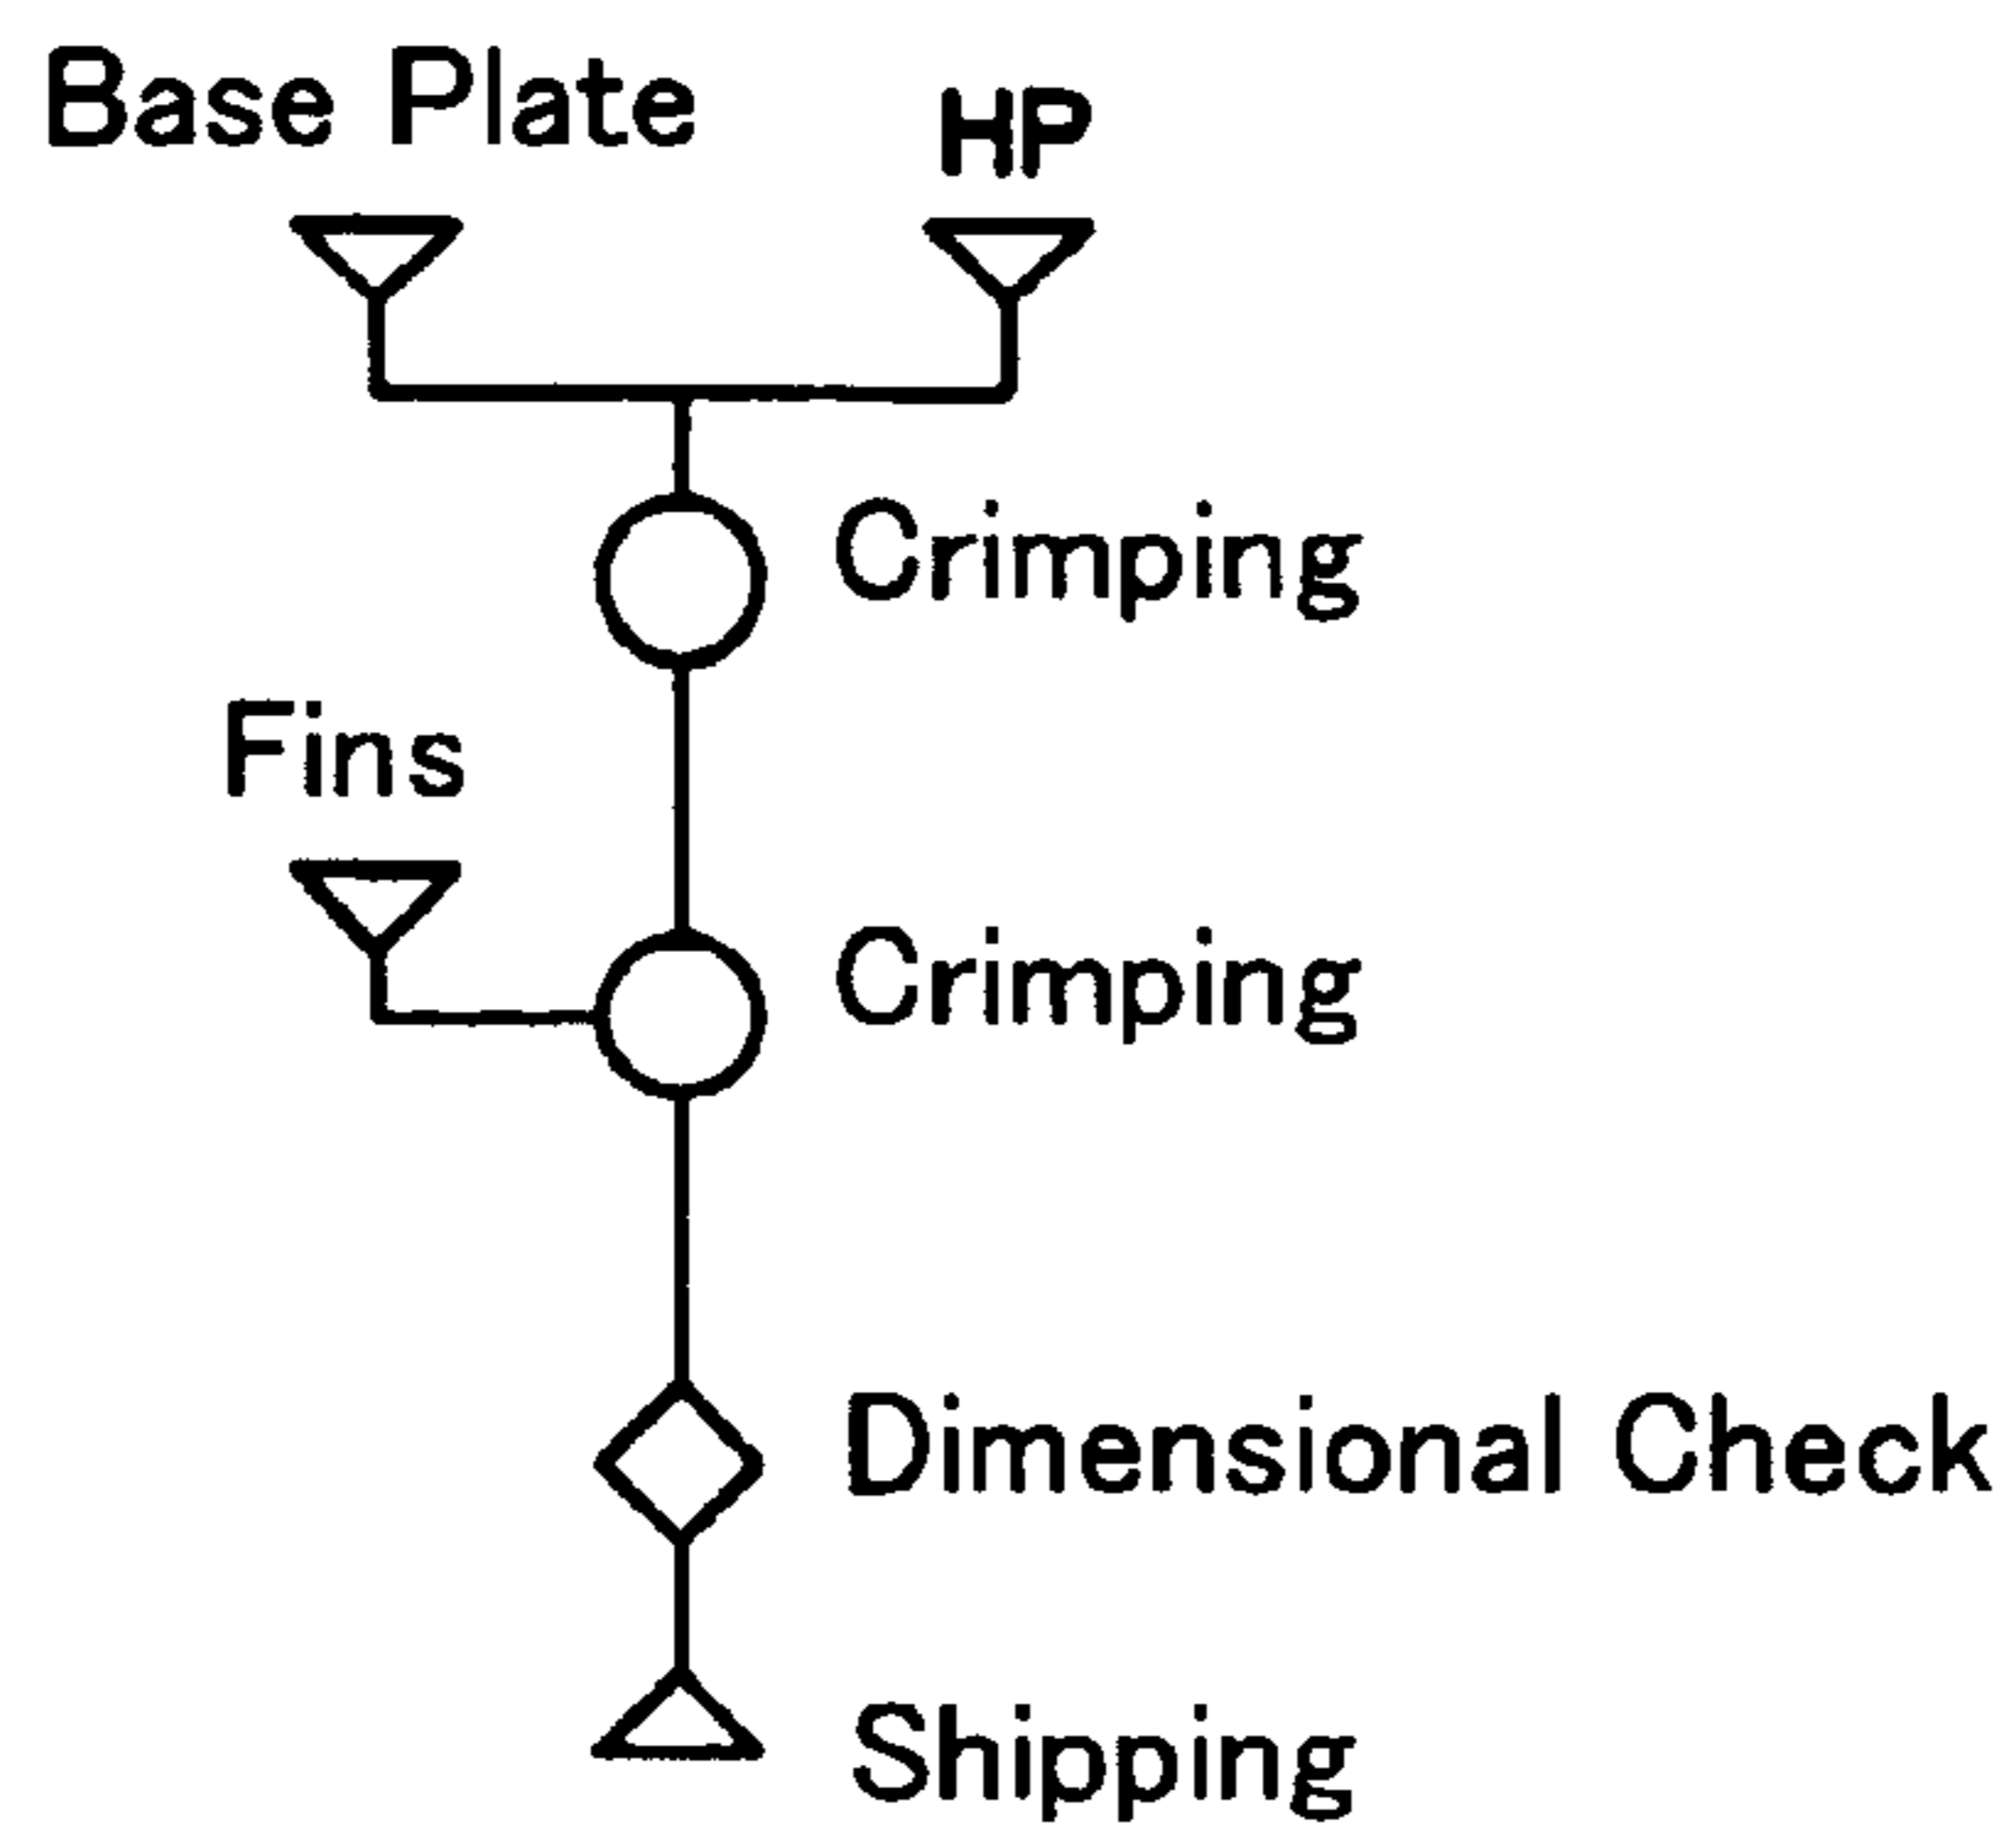 Base Plate
HP
Crimping
Fins
Crimping
Dimensional Check
Shipping